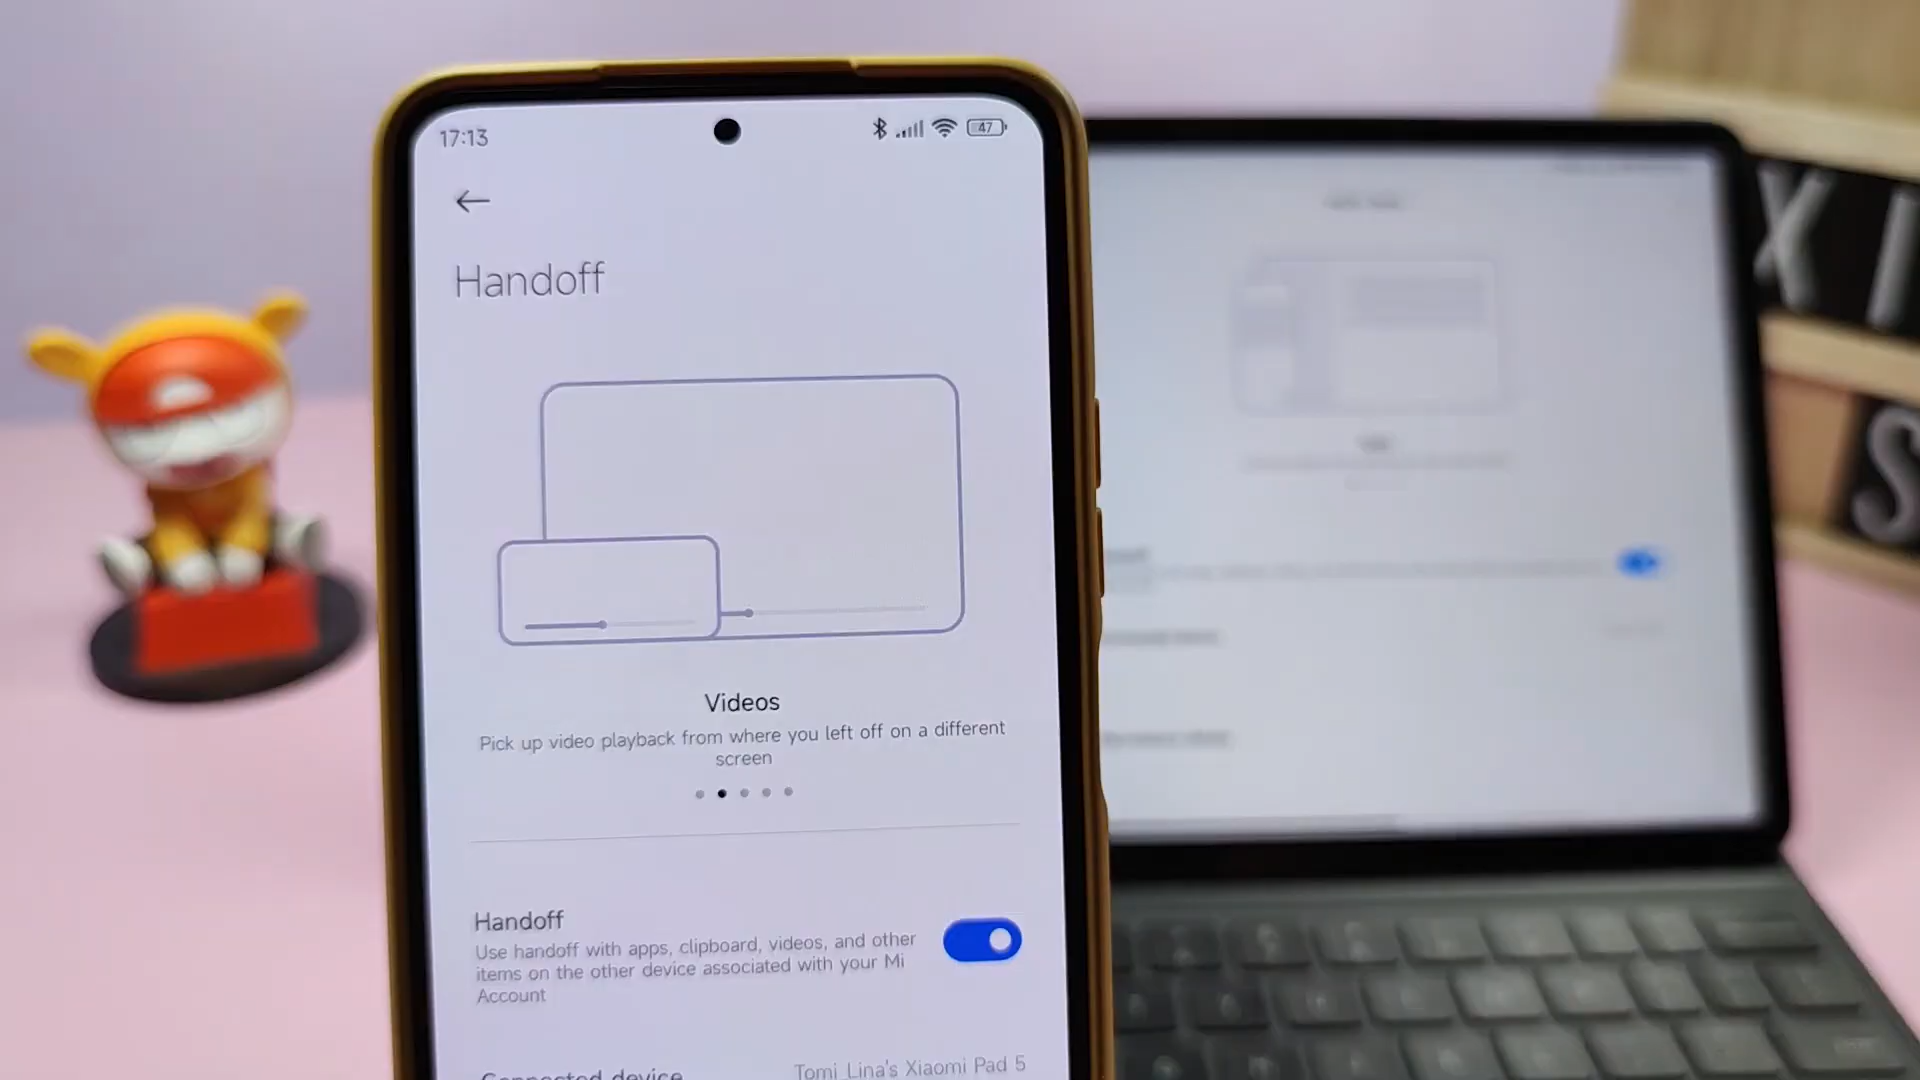 17:13
47
Handoff
Videos
Pick up video playback from where you left off on a different
screen
Handoff
Use handoff with apps, clipboard, videos, and other
items on the other device associated with your Mi
Account
Connected device
Tomi Lina's Xiaomi Pad 5
X I
S